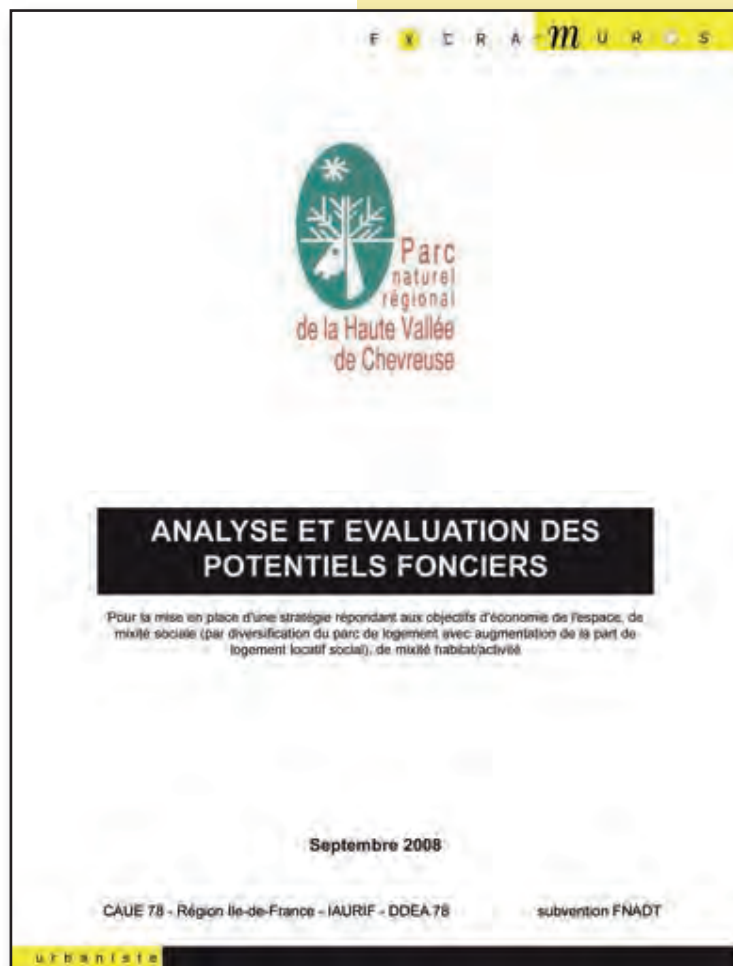 EXTRA-MUROS
Parc
naturel
régional
de la Haute Vallée
de Chevreuse
ANALYSE ET EVALUATION DES
POTENTIELS FONCIERS
Pour la mise en place d'une stratégie répondant aux objectifs d'économie de l'espace, de
mixité sociale (par diversification du parc de logement avec augmentation de la part de
logement locatif social), de mixité habitat/activité
Septembre 2008
CAUE 78 - Région Ile-de-France - IAURIF - DDEA 78 subvention FNADT
urbaniste